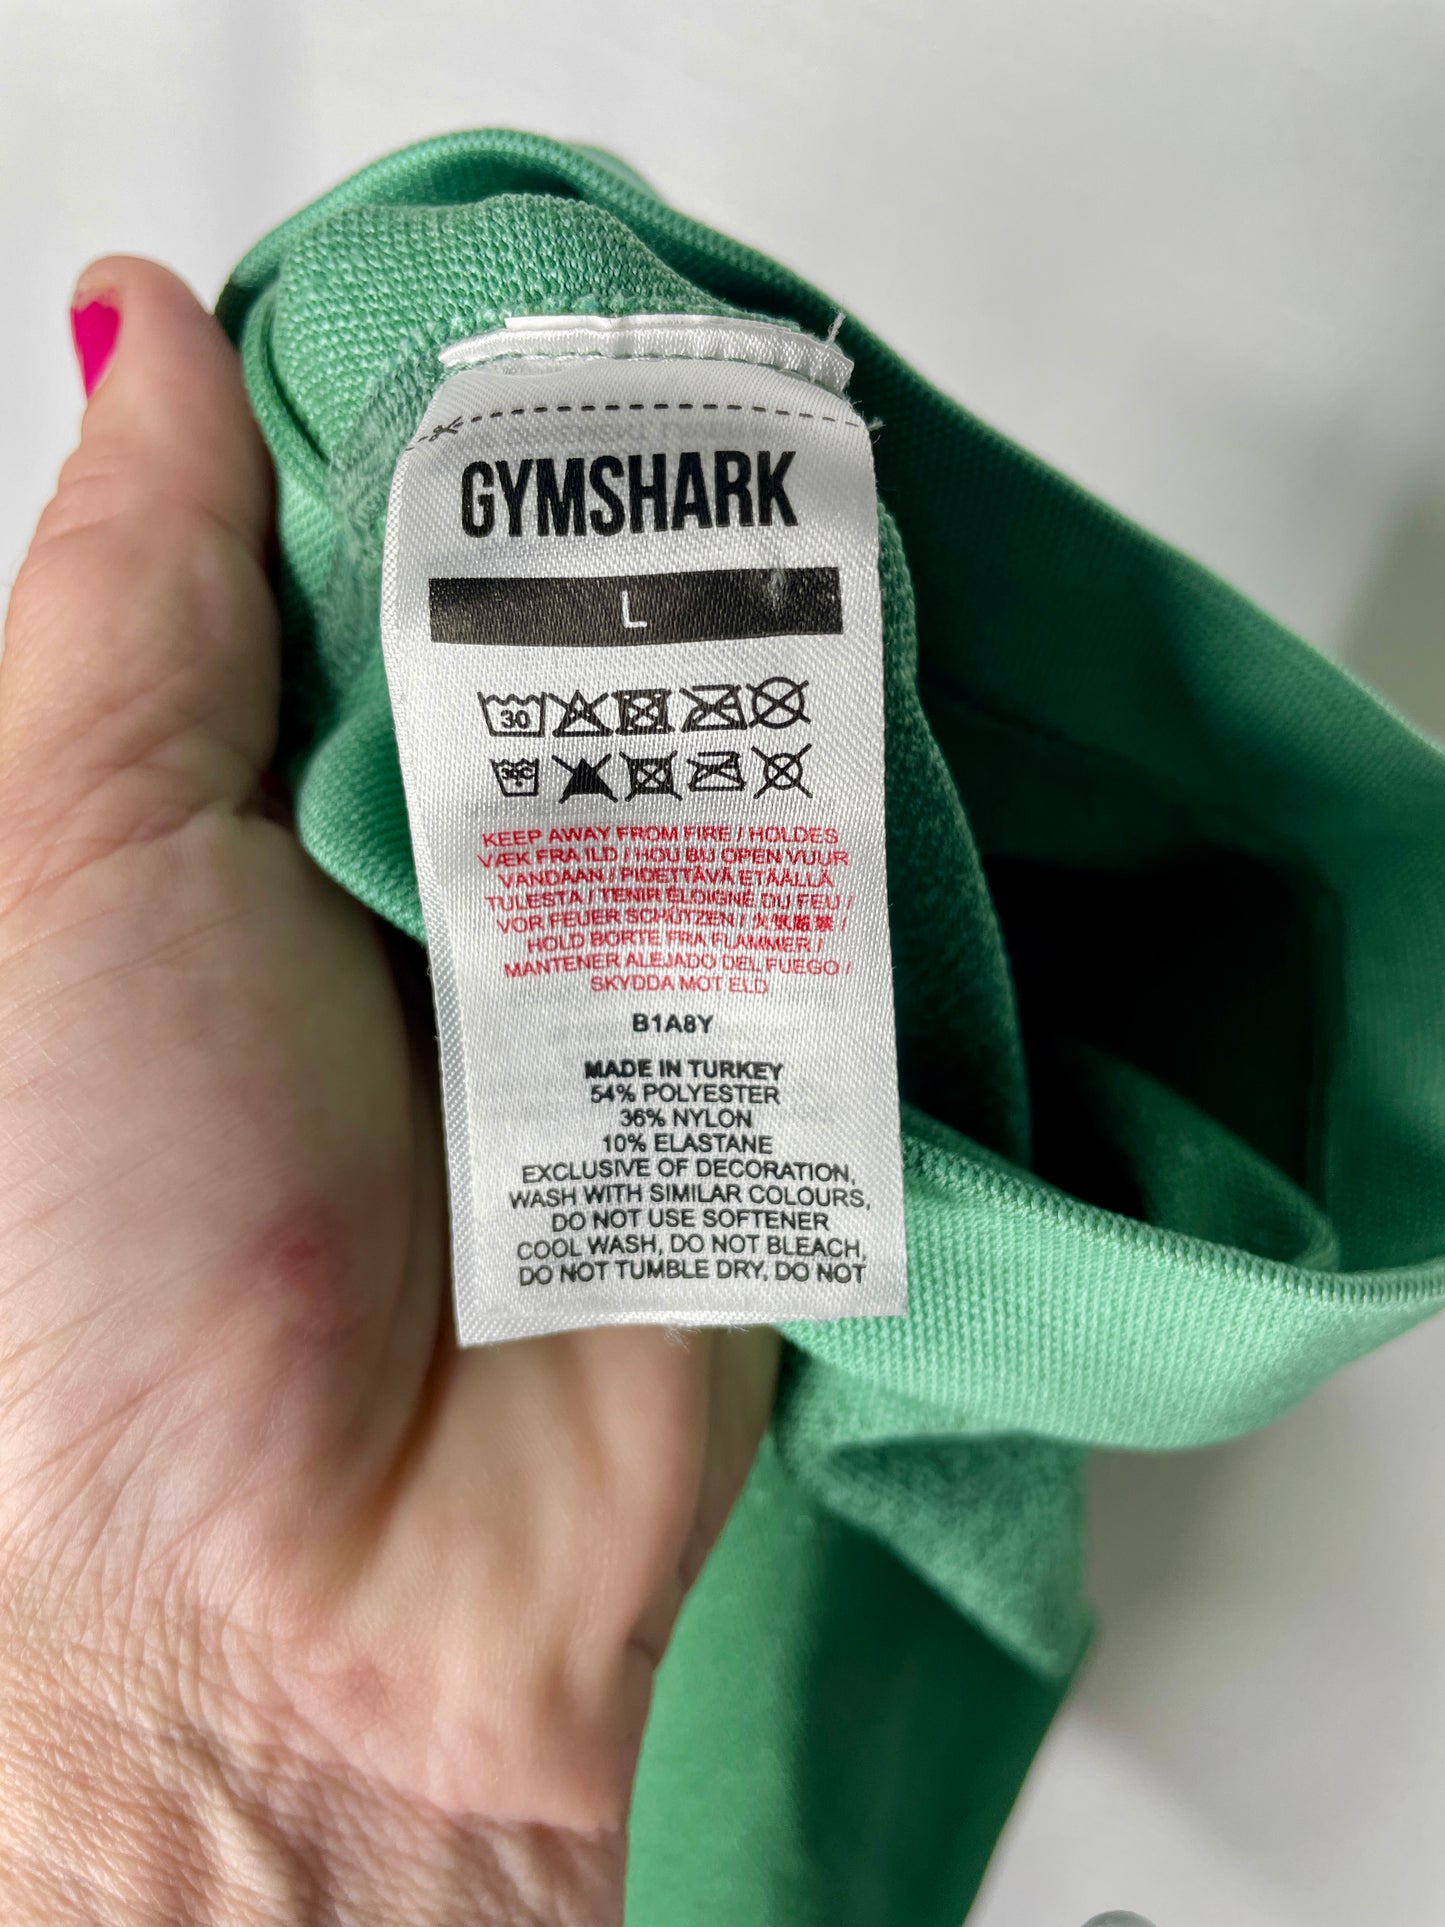 GYMSHARK
L
30
30C
KEEP AWAY FROM FIRE / HOLDES
VÆK FRA ILD / HOU BIJ OPEN VUUR
VANDAAN / PIDETTÄVÄ ETÄÄLLÄ
TULESTA / TENIR ÉLOIGNÉ DU FEU /
VOR FEUER SCHÜTZEN / 火気厳禁 /
HOLD BORTE FRA FLAMMER /
MANTENER ALEJADO DEL FUEGO /
SKYDDA MOT ELD
B1A8Y
MADE IN TURKEY
54% POLYESTER
36% NYLON
10% ELASTANE
EXCLUSIVE OF DECORATION,
WASH WITH SIMILAR COLOURS,
DO NOT USE SOFTENER
COOL WASH, DO NOT BLEACH,
DO NOT TUMBLE DRY, DO NOT